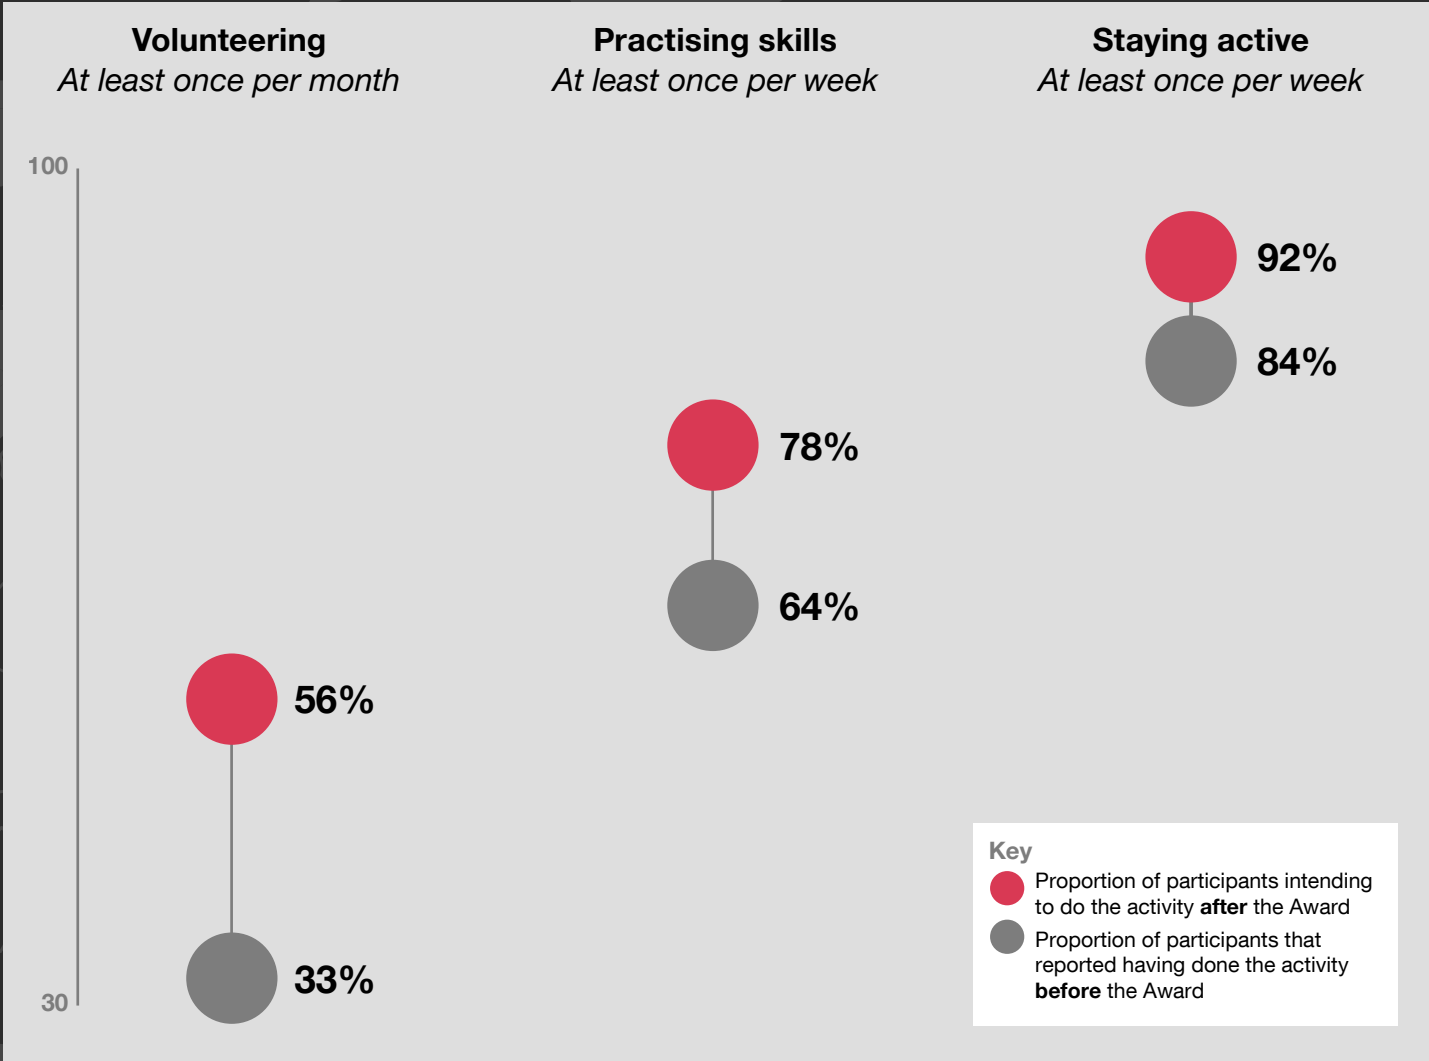 Volunteering
At least once per month
Practising skills
At least once per week
Staying active
At least once per week
100
92%
84%
78%
64%
56%
33%
30
Key
Proportion of participants intending
to do the activity after the Award
Proportion of participants that
reported having done the activity
before the Award